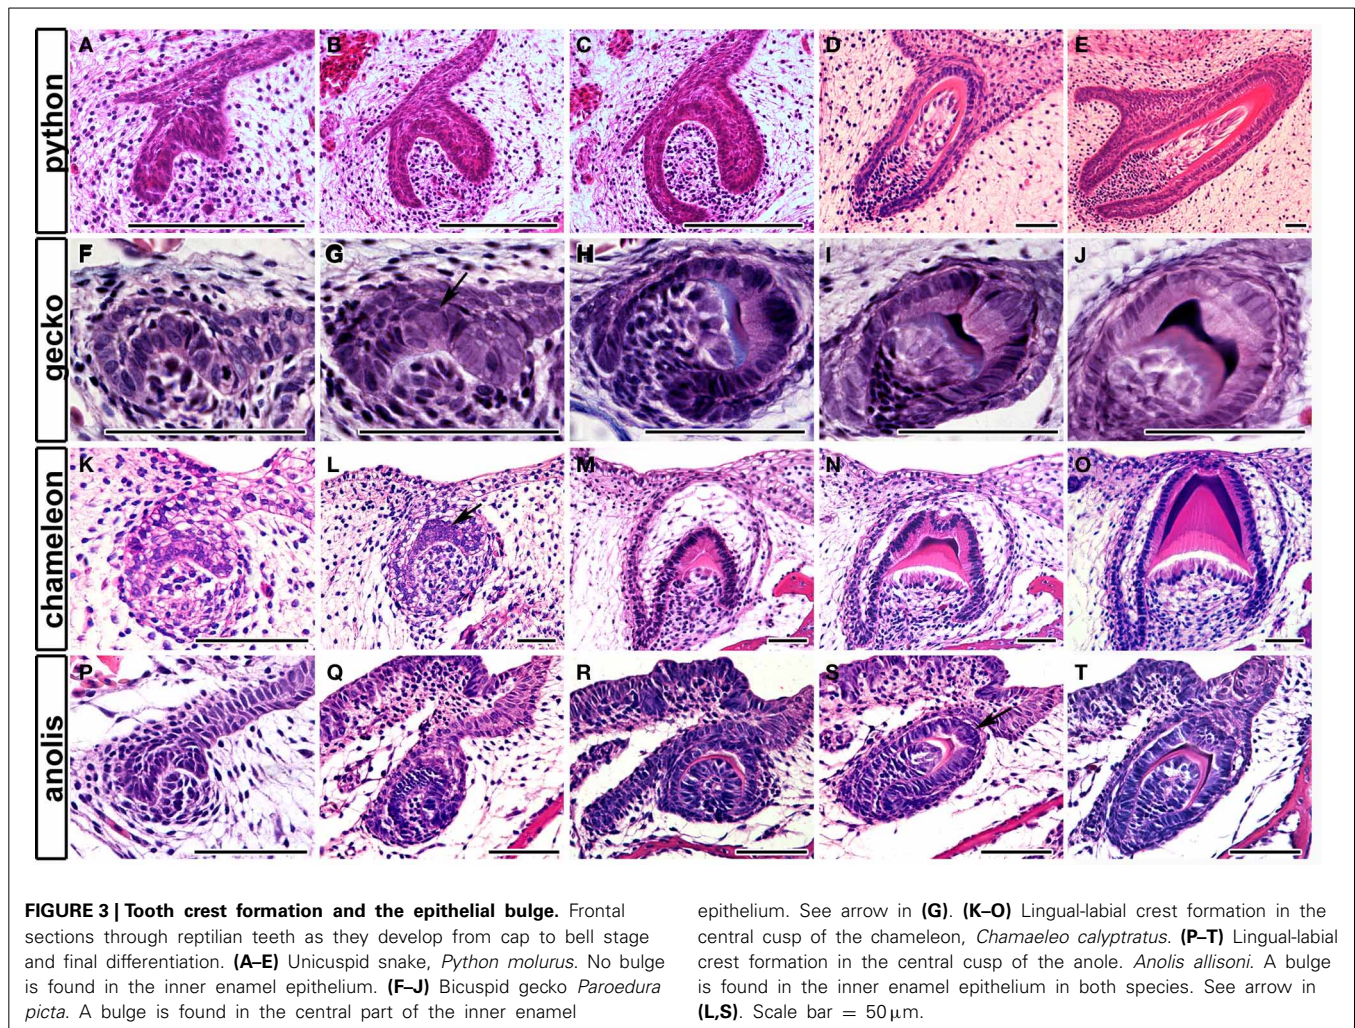 python
A
B
C
D
E
gecko
F
G
H
I
J
chameleon
K
L
M
N
O
anolis
P
Q
R
S
T
FIGURE 3 | Tooth crest formation and the epithelial bulge. Frontal
sections through reptilian teeth as they develop from cap to bell stage
and final differentiation. (A–E) Unicuspid snake, Python molurus. No bulge
is found in the inner enamel epithelium. (F–J) Bicuspid gecko Paroedura
picta. A bulge is found in the central part of the inner enamel
epithelium. See arrow in (G). (K–O) Lingual-labial crest formation in the
central cusp of the chameleon, Chamaeleo calyptratus. (P–T) Lingual-labial
crest formation in the central cusp of the anole. Anolis allisoni. A bulge
is found in the inner enamel epithelium in both species. See arrow in
(L,S). Scale bar = 50 µm.